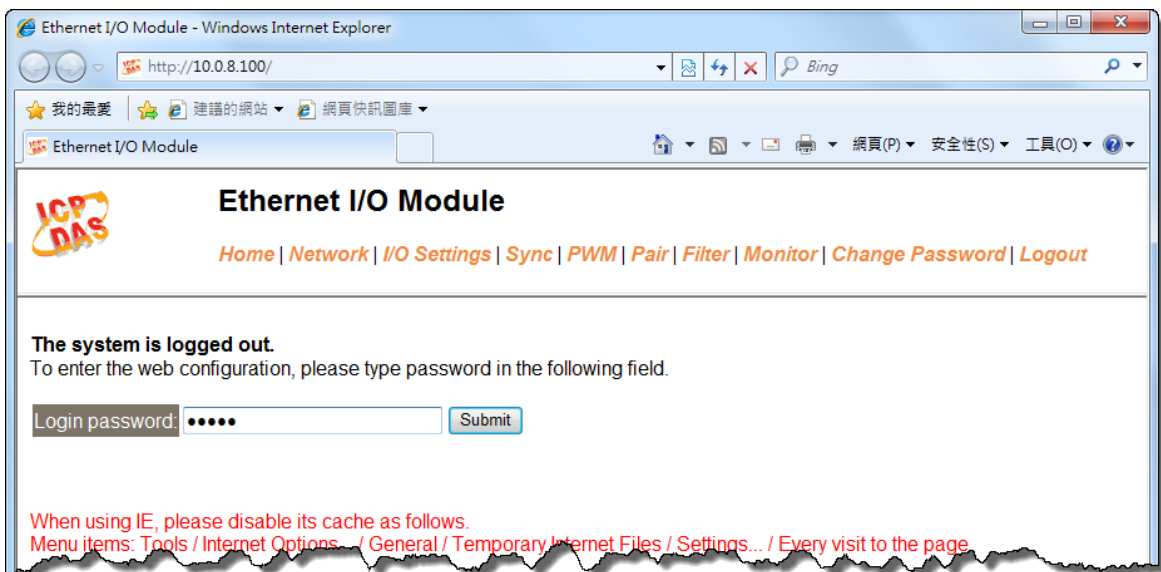 Ethernet I/O Module - Windows Internet Explorer
http://10.0.8.100/
Bing
我的最愛 建議的網站 網頁快訊圖庫
Ethernet I/O Module 網頁(P) 安全性(S) 工具(O)
ICP DAS
Ethernet I/O Module
Home | Network | I/O Settings | Sync | PWM | Pair | Filter | Monitor | Change Password | Logout
The system is logged out.
To enter the web configuration, please type password in the following field.
Login password: ••••• Submit
When using IE, please disable its cache as follows.
Menu items: Tools / Internet Options... / General / Temporary Internet Files / Settings... / Every visit to the page